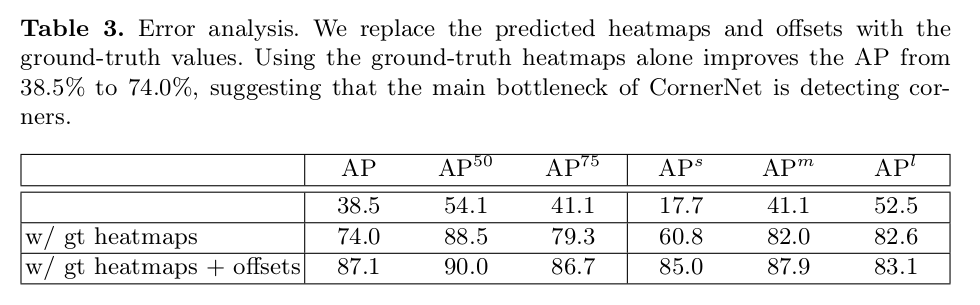 Table 3. Error analysis. We replace the predicted heatmaps and offsets with the
ground-truth values. Using the ground-truth heatmaps alone improves the AP from
38.5% to 74.0%, suggesting that the main bottleneck of CornerNet is detecting cor-
ners.
AP AP^50 AP^75 AP^s AP^m AP^l
38.5 54.1 41.1 17.7 41.1 52.5
w/ gt heatmaps 74.0 88.5 79.3 60.8 82.0 82.6
w/ gt heatmaps + offsets 87.1 90.0 86.7 85.0 87.9 83.1